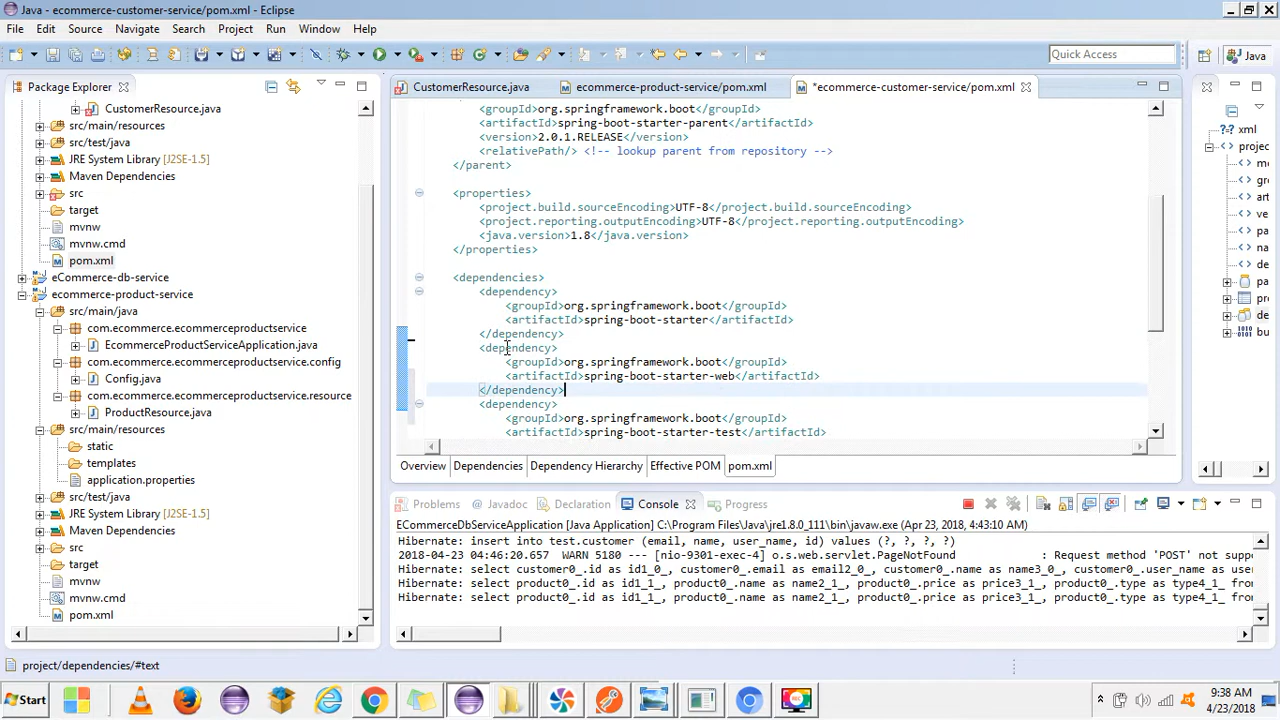 Java - ecommerce-customer-service/pom.xml - Eclipse
File Edit Source Navigate Search Project Run Window Help
Quick Access
Java
Package Explorer
CustomerResource.java
src/main/resources
src/test/java
JRE System Library [J2SE-1.5]
Maven Dependencies
src
target
mvnw
mvnw.cmd
pom.xml
eCommerce-db-service
ecommerce-product-service
src/main/java
com.ecommerce.ecommerceproductservice
EcommerceProductServiceApplication.java
com.ecommerce.ecommerceproductservice.config
Config.java
com.ecommerce.ecommerceproductservice.resource
ProductResource.java
src/main/resources
static
templates
application.properties
src/test/java
JRE System Library [J2SE-1.5]
Maven Dependencies
src
target
mvnw
mvnw.cmd
pom.xml
CustomerResource.java ecommerce-product-service/pom.xml *ecommerce-customer-service/pom.xml
<groupId>org.springframework.boot</groupId>
<artifactId>spring-boot-starter-parent</artifactId>
<version>2.0.1.RELEASE</version>
<relativePath/> <!-- lookup parent from repository -->
</parent>
<properties>
<project.build.sourceEncoding>UTF-8</project.build.sourceEncoding>
<project.reporting.outputEncoding>UTF-8</project.reporting.outputEncoding>
<java.version>1.8</java.version>
</properties>
<dependencies>
<dependency>
<groupId>org.springframework.boot</groupId>
<artifactId>spring-boot-starter</artifactId>
</dependency>
<dependency>
<groupId>org.springframework.boot</groupId>
<artifactId>spring-boot-starter-web</artifactId>
</dependency>
<dependency>
<groupId>org.springframework.boot</groupId>
<artifactId>spring-boot-starter-test</artifactId>
Overview Dependencies Dependency Hierarchy Effective POM pom.xml
xml
projec
m
gr
art
ve
pa
na
de
pa
pr
de
bu
Problems Javadoc Declaration Console Progress
ECommerceDbServiceApplication [Java Application] C:\Program Files\Java\jre1.8.0_111\bin\javaw.exe (Apr 23, 2018, 4:43:10 AM)
Hibernate: insert into test.customer (email, name, user_name, id) values (?, ?, ?, ?)
2018-04-23 04:46:20.657 WARN 5180 --- [nio-9301-exec-4] o.s.web.servlet.PageNotFound : Request method 'POST' not supp
Hibernate: select customer0_.id as id1_0_, customer0_.email as email2_0_, customer0_.name as name3_0_, customer0_.user_name as user
Hibernate: select product0_.id as id1_1_, product0_.name as name2_1_, product0_.price as price3_1_, product0_.type as type4_1_ from
Hibernate: select product0_.id as id1_1_, product0_.name as name2_1_, product0_.price as price3_1_, product0_.type as type4_1_ from
project/dependencies/#text
Start
9:38 AM
4/23/2018